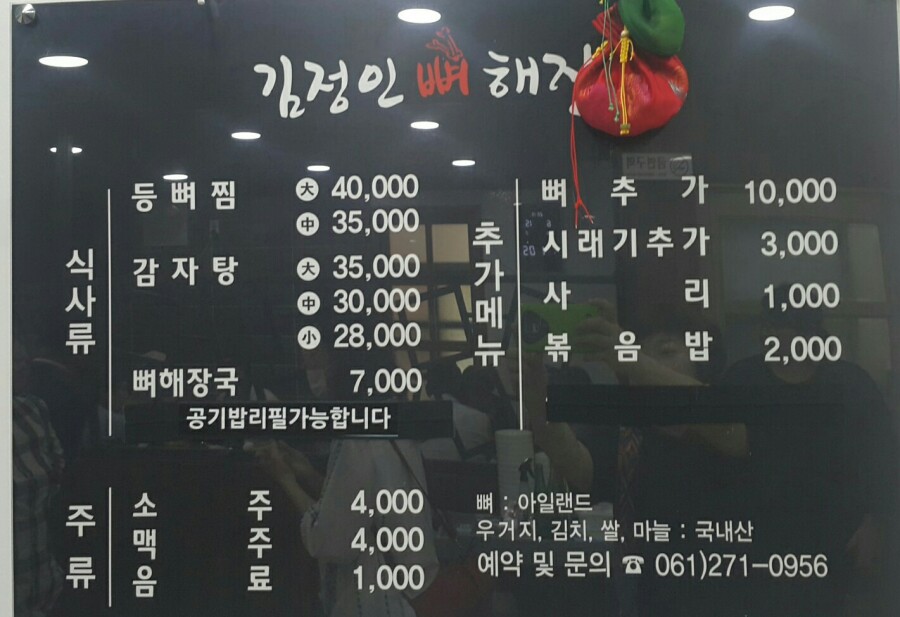 김정인 뼈 해장
식사류
등뼈찜 大 40,000
中 35,000
감자탕 大 35,000
中 30,000
小 28,000
뼈해장국 7,000
공기밥리필가능합니다
추가메뉴
뼈추가 10,000
시래기추가 3,000
사리 1,000
볶음밥 2,000
주류
소주 4,000
맥주 4,000
음료 1,000
뼈 : 아일랜드
우거지, 김치, 쌀, 마늘 : 국내산
예약 및 문의 ☎ 061)271-0956